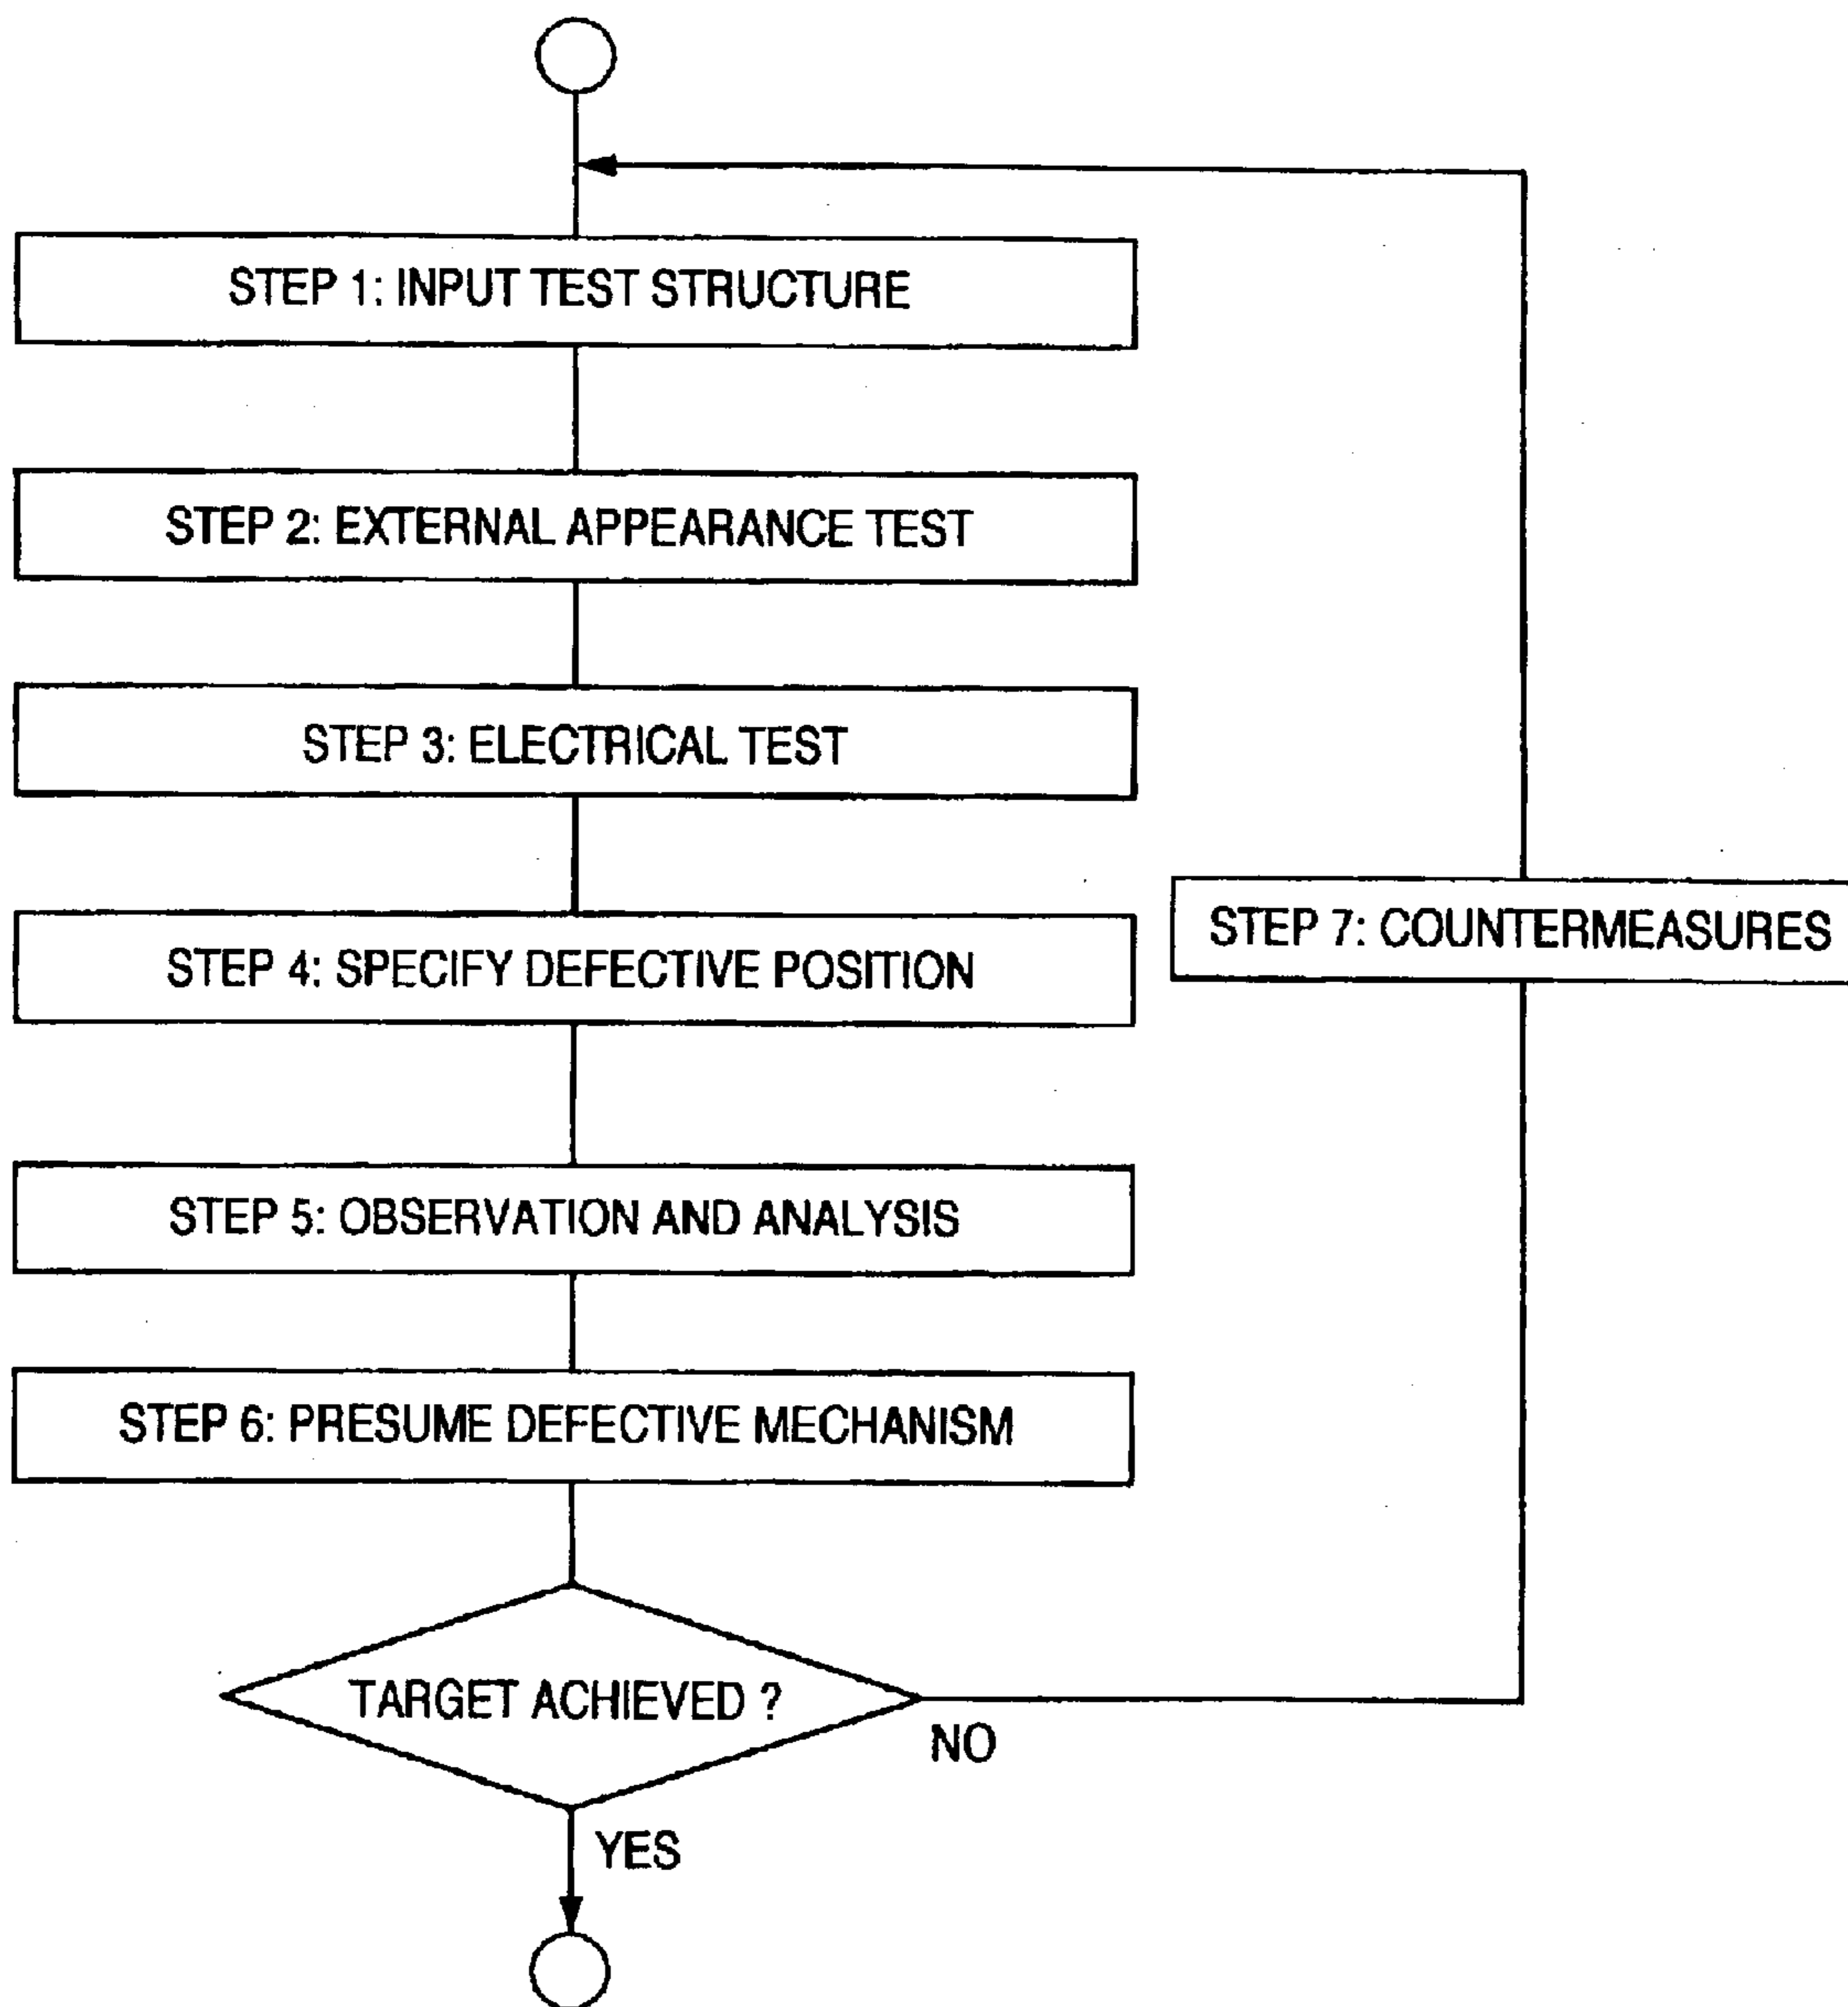 STEP 1: INPUT TEST STRUCTURE
STEP 2: EXTERNAL APPEARANCE TEST
STEP 3: ELECTRICAL TEST
STEP 4: SPECIFY DEFECTIVE POSITION
STEP 7: COUNTERMEASURES
STEP 5: OBSERVATION AND ANALYSIS
STEP 6: PRESUME DEFECTIVE MECHANISM
TARGET ACHIEVED ?
NO
YES